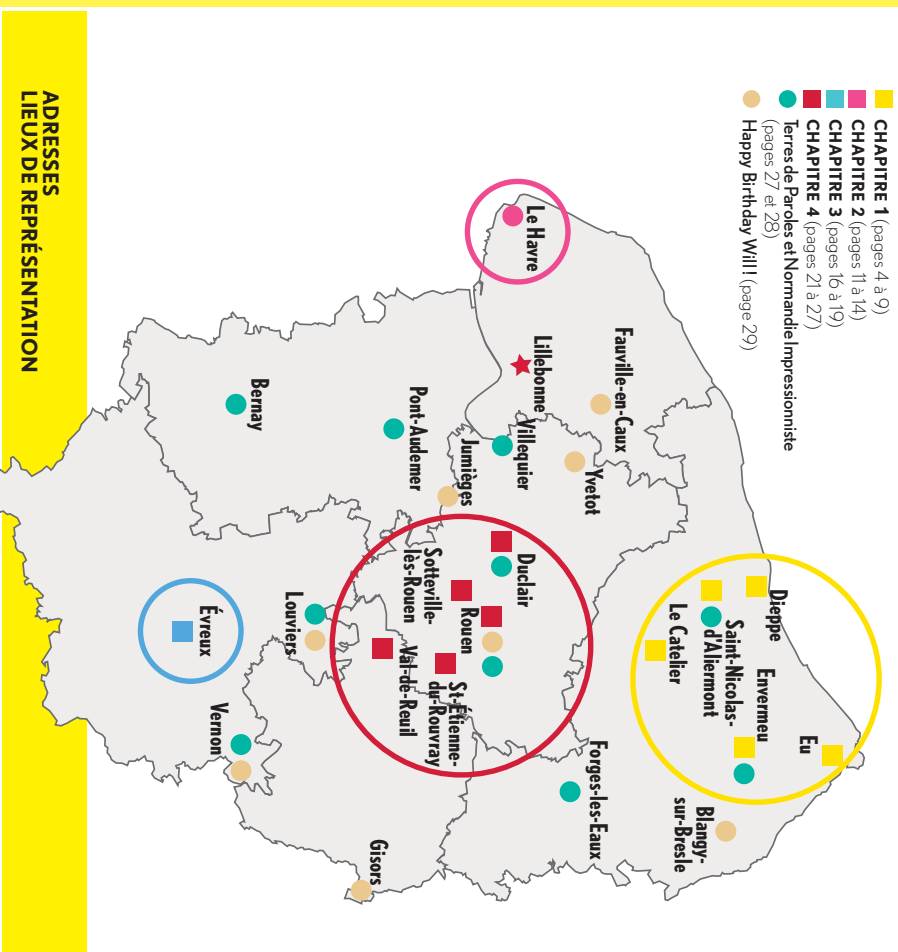 ADRESSES
LIEUX DE REPRÉSENTATION
CHAPITRE 1 (pages 4 à 9)
CHAPITRE 2 (pages 11 à 14)
CHAPITRE 3 (pages 16 à 19)
CHAPITRE 4 (pages 21 à 27)
Terres de Paroles et Normandie Impressionniste
(pages 27 et 28)
Happy Birthday Will ! (page 29)
Eu
Dieppe
Envermeu
Saint-Nicolas-
d'Aliermont
Le Catelier
Blangy-
sur-Bresle
Fauville-en-Caux
Yvetot
Forges-les-Eaux
Le Havre
Lillebonne
Villequier
Duclair
Jumièges
Rouen
Sotteville-
lès-Rouen
St-Étienne-
du-Rouvray
Val-de-Reuil
Pont-Audemer
Gisors
Louviers
Bernay
Vernon
Évreux